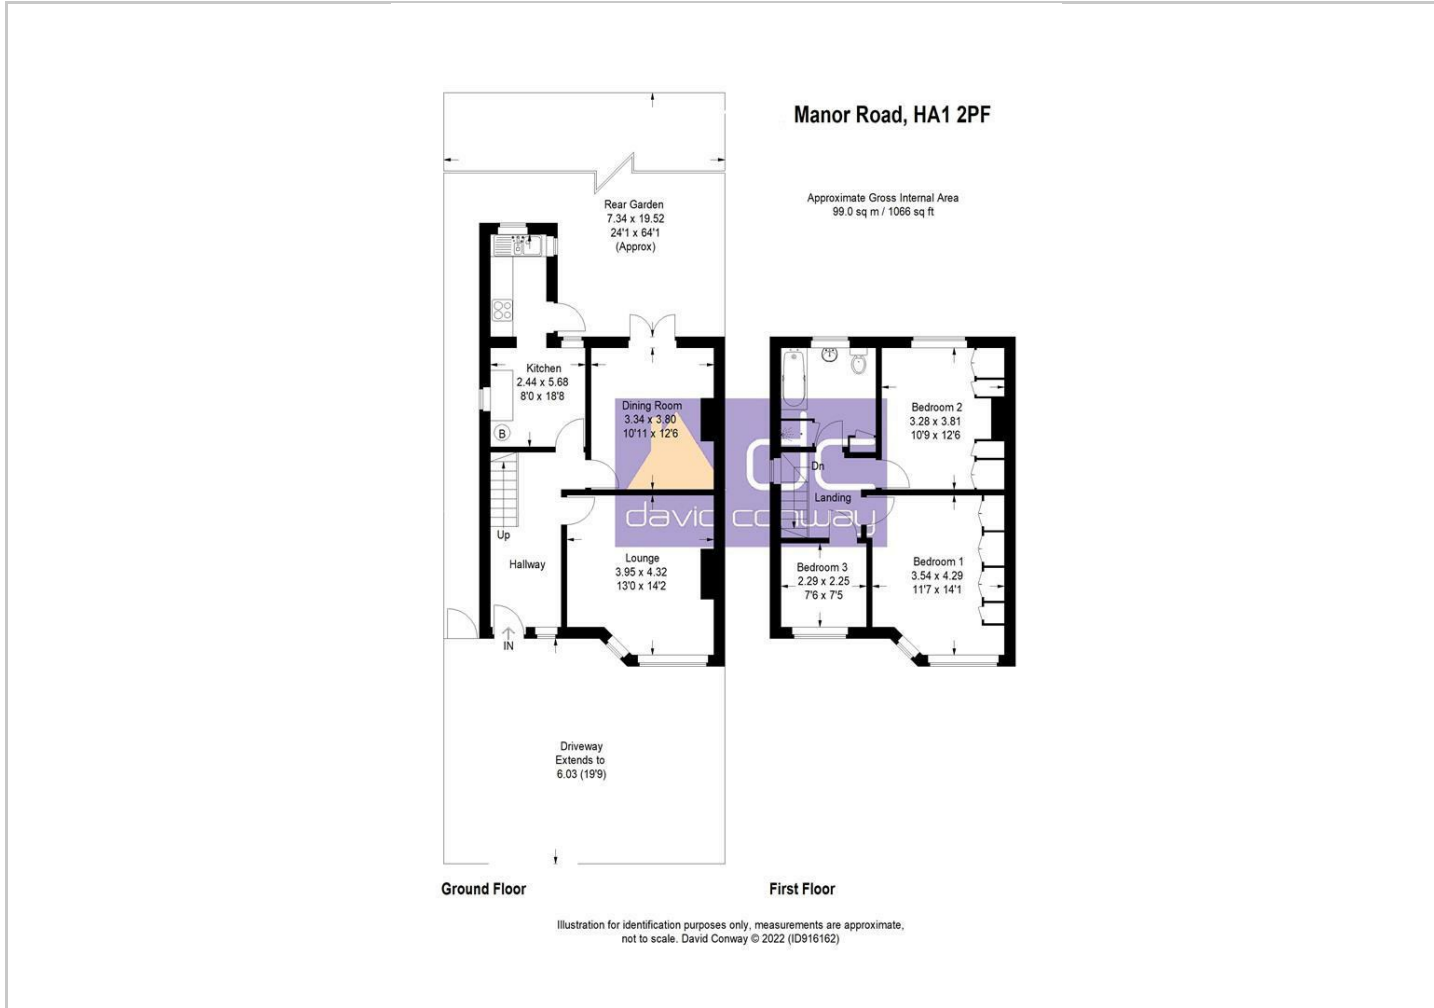 Manor Road, HA1 2PF
Approximate Gross Internal Area
99.0 sq m / 1066 sq ft
Rear Garden
7.34 x 19.52
24'1 x 64'1
(Approx)
Kitchen
2.44 x 5.68
8'0 x 18'8
B
Dining Room
3.34 x 3.80
10'11 x 12'6
Up
Hallway
IN
Lounge
3.95 x 4.32
13'0 x 14'2
dc
david conway
Bedroom 2
3.28 x 3.81
10'9 x 12'6
Dn
Landing
Bedroom 3
2.29 x 2.25
7'6 x 7'5
Bedroom 1
3.54 x 4.29
11'7 x 14'1
Driveway
Extends to
6.03 (19'9)
Ground Floor
First Floor
Illustration for identification purposes only, measurements are approximate,
not to scale. David Conway © 2022 (ID916162)